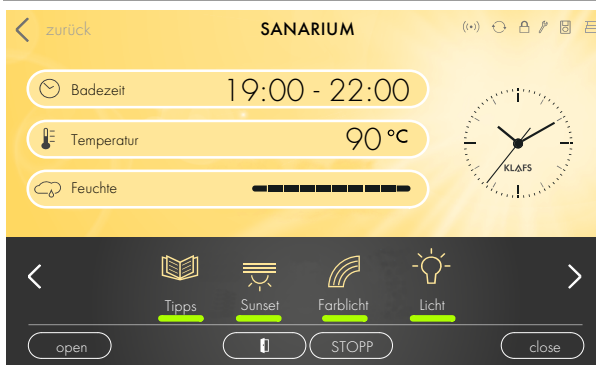 zurück SANARIUM
Badezeit 19:00 - 22:00
Temperatur 90 °C
Feuchte
KLAFS
Tipps Sunset Farblicht Licht
open STOPP close